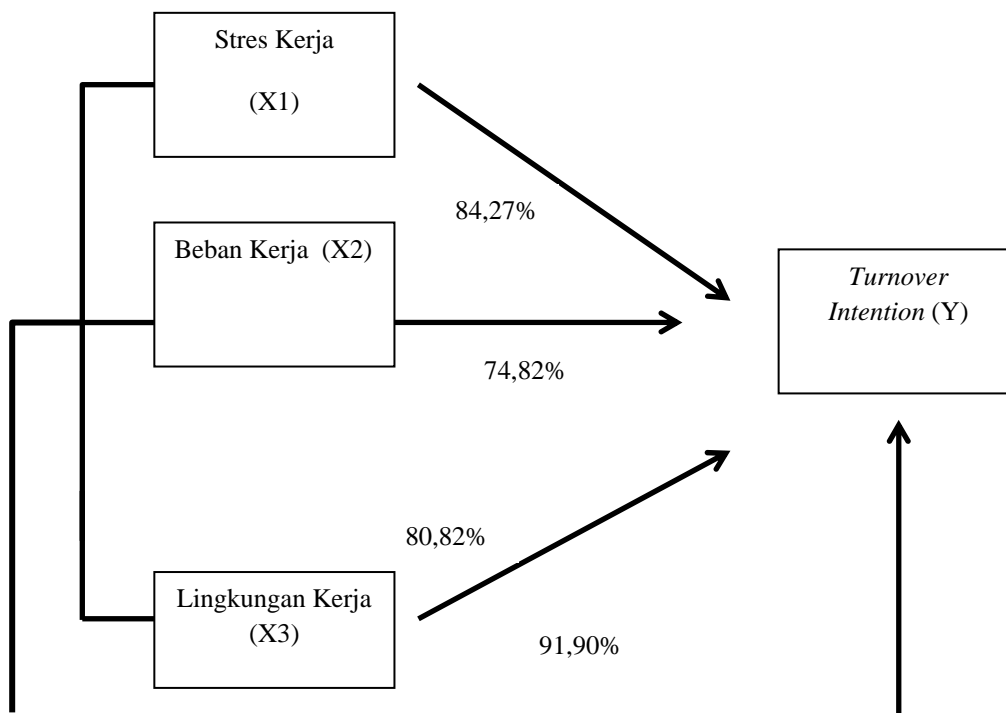 Stres Kerja
(X1)
84,27%
Beban Kerja (X2)
Turnover
Intention (Y)
74,82%
80,82%
Lingkungan Kerja
(X3)
91,90%